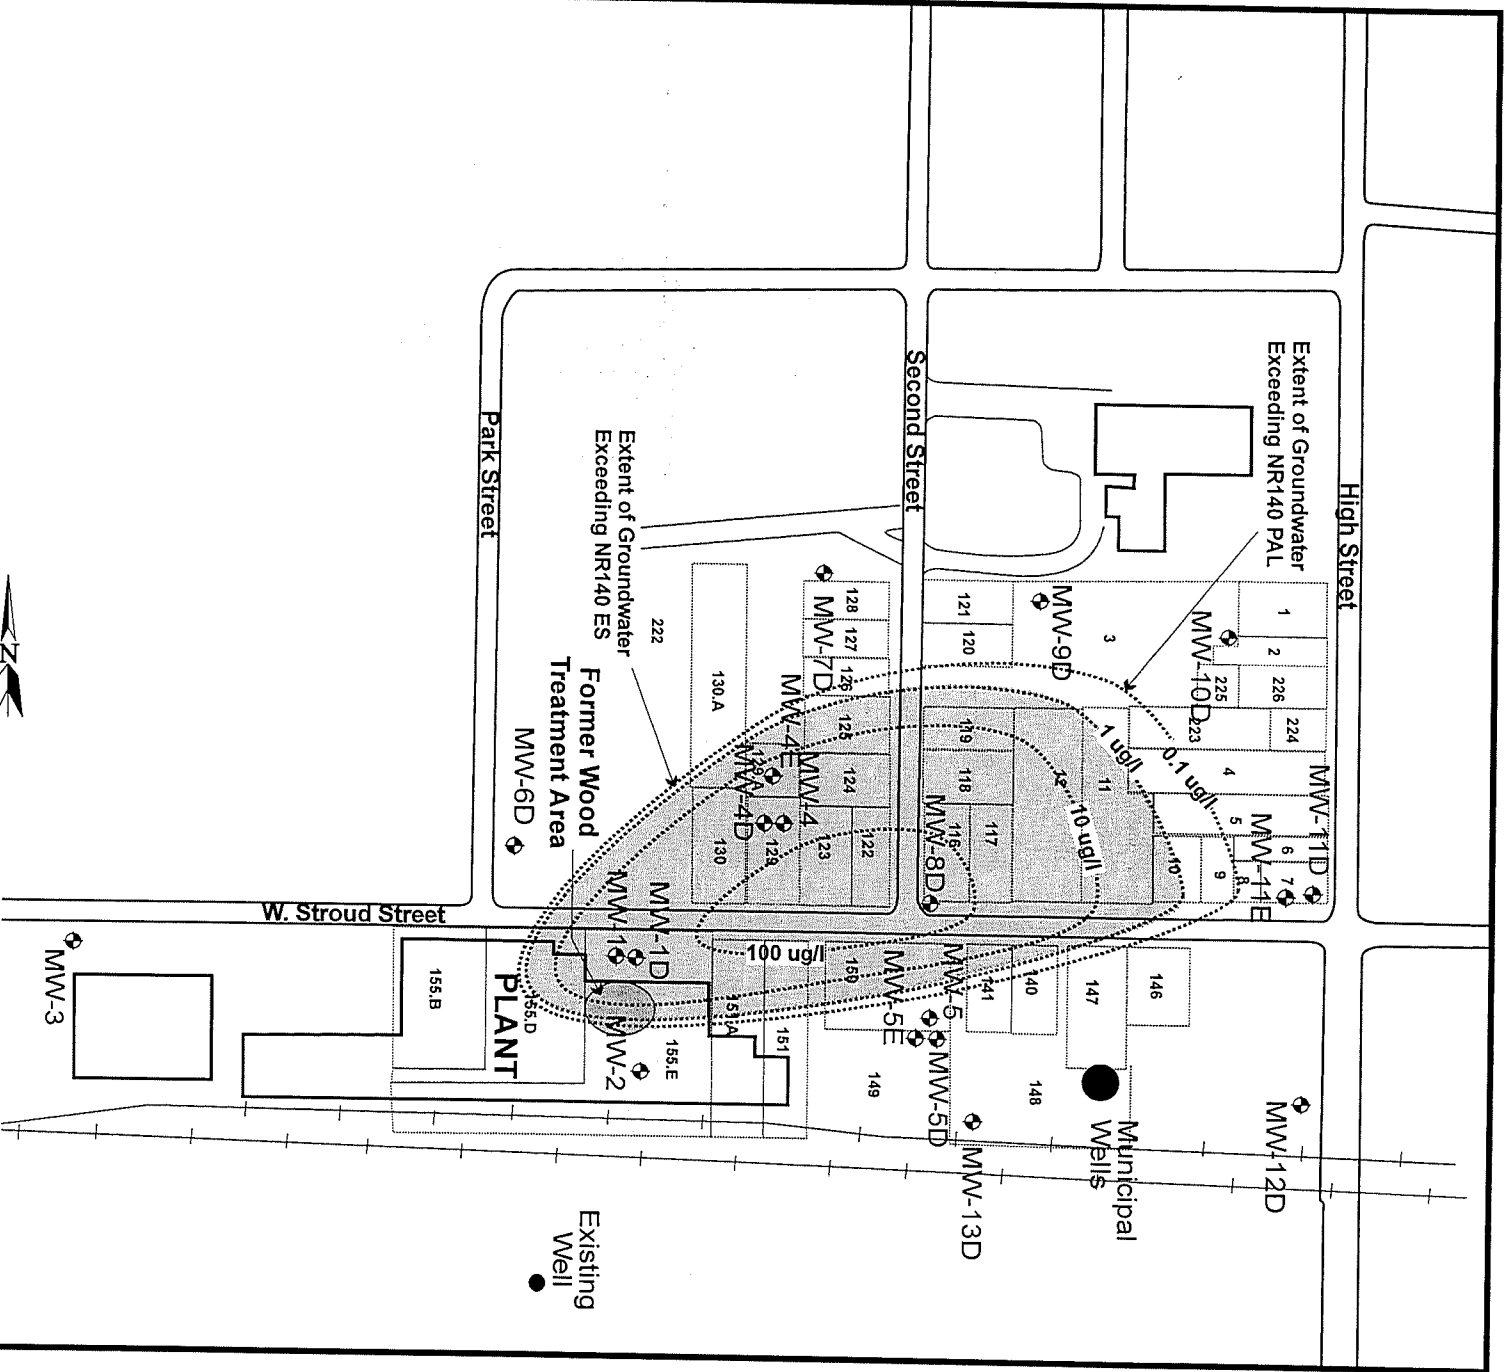 High Street
Second Street
Park Street
W. Stroud Street
Extent of Groundwater
Exceeding NR140 PAL
Extent of Groundwater
Exceeding NR140 ES
Former Wood
Treatment Area
PLANT
Municipal
Wells
Existing
Well
N
MW-9D
MW-10D
MW-11D
MW-11E
MW-7D
MW-4E
MW-4
MW-4D
MW-8D
MW-6D
MW-1
MW-1D
MW-2
MW-3
MW-5
MW-5E
MW-5D
MW-12D
MW-13D
0.1 ug/l
1 ug/l
10 ug/l
100 ug/l
1
2
3
4
5
6
7
8
9
10
11
12
226
225
224
223
222
121
120
119
118
117
116
128
127
126
125
124
123
122
130.A
129.A
130
129
146
147
148
149
140
141
150
151
151.A
155.B
155.D
155.E